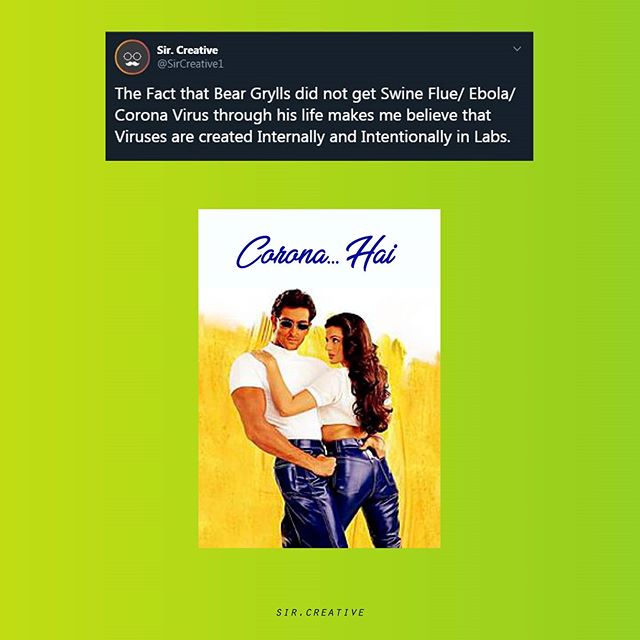 Sir. Creative
@SirCreative1
The Fact that Bear Grylls did not get Swine Flue/ Ebola/
Corona Virus through his life makes me believe that
Viruses are created Internally and Intentionally in Labs.
Corona... Hai
SIR.CREATIVE